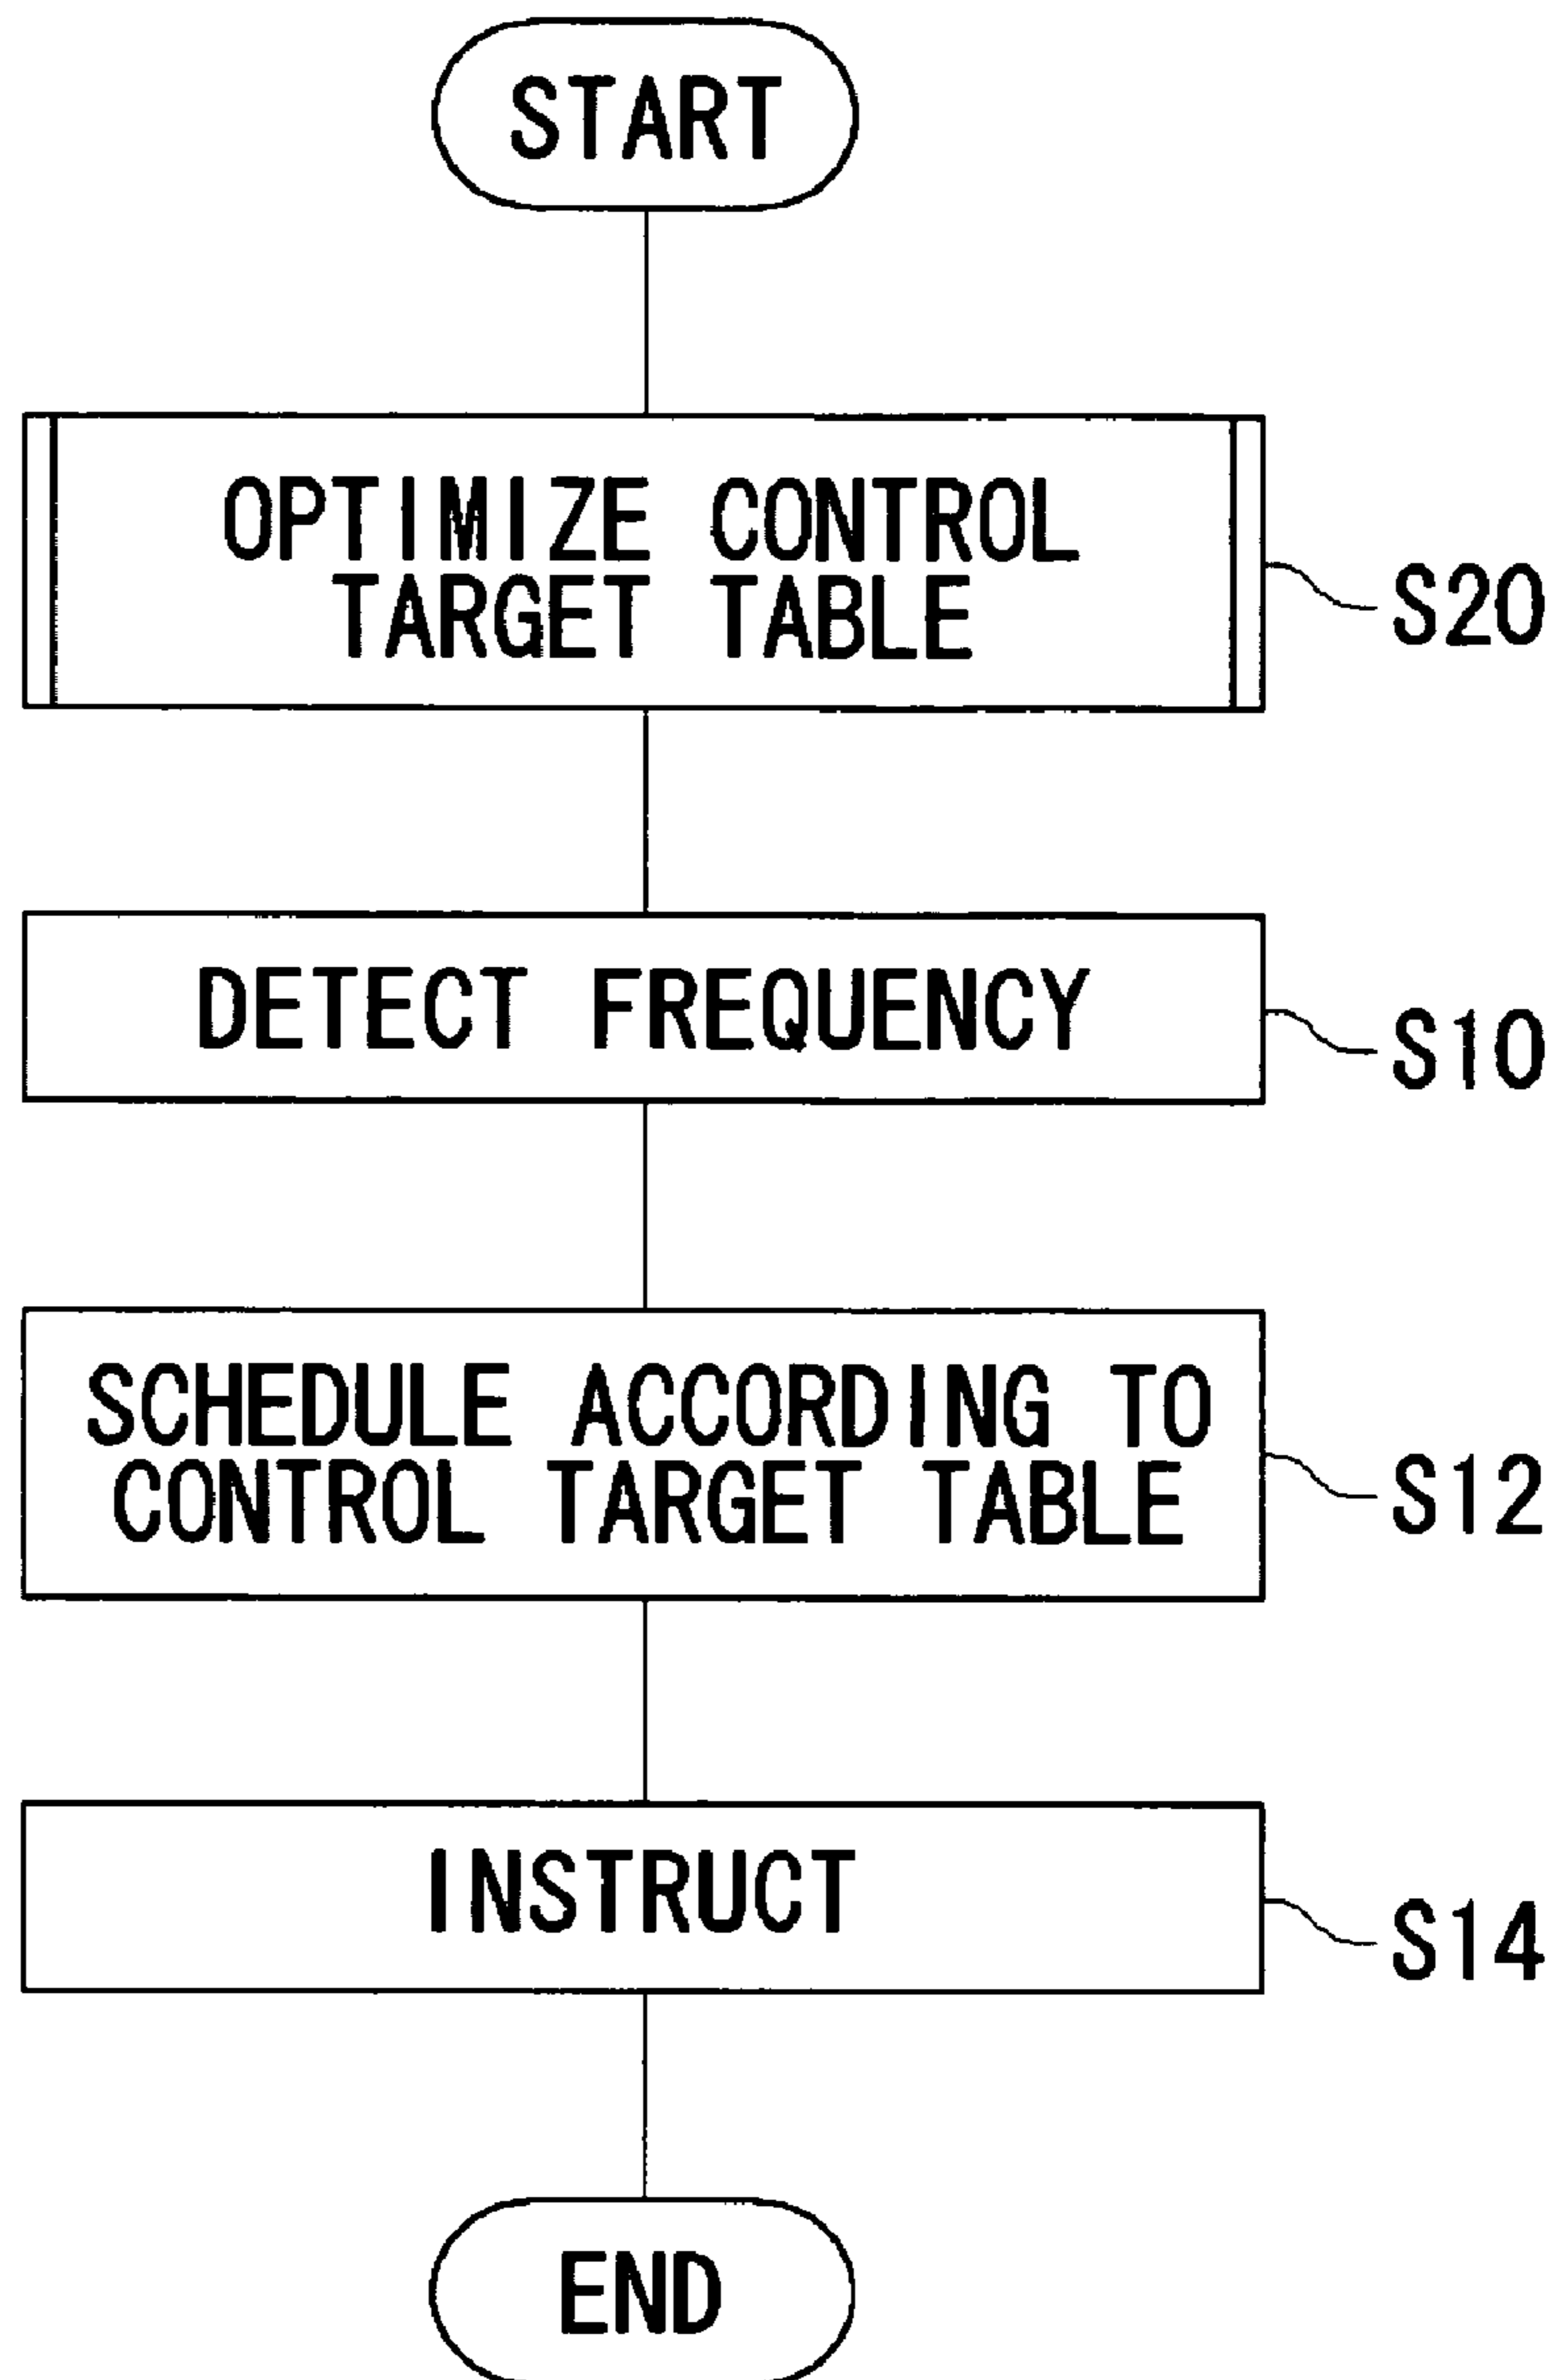 START
OPTIMIZE CONTROL
TARGET TABLE
S20
DETECT FREQUENCY
S10
SCHEDULE ACCORDING TO
CONTROL TARGET TABLE
S12
INSTRUCT
S14
END